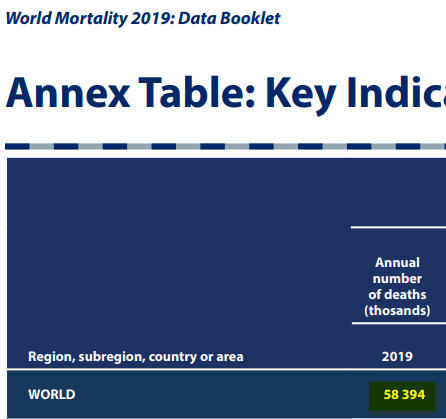 World Mortality 2019: Data Booklet
Annex Table: Key Indic
Annual
number
of deaths
(thosands)
Region, subregion, country or area 2019
WORLD 58 394